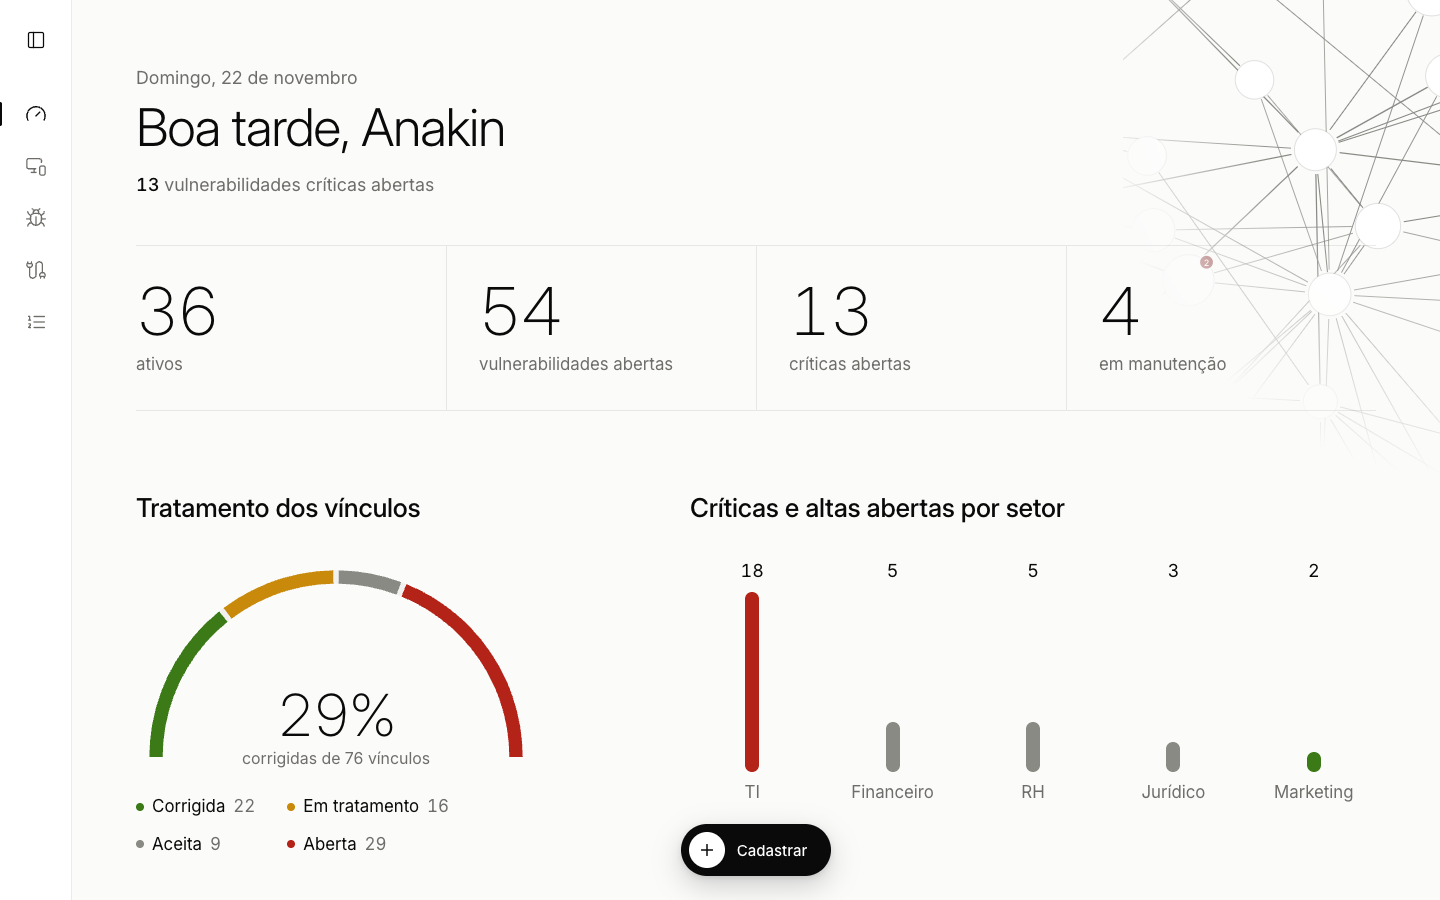 Domingo, 22 de novembro
Boa tarde, Anakin
13 vulnerabilidades críticas abertas
2
36
ativos
54
vulnerabilidades abertas
13
críticas abertas
4
em manutenção
Tratamento dos vínculos
29%
corrigidas de 76 vínculos
Corrigida 22
Em tratamento 16
Aceita 9
Aberta 29
Críticas e altas abertas por setor
18 5 5 3 2
TI Financeiro RH Jurídico Marketing
Cadastrar